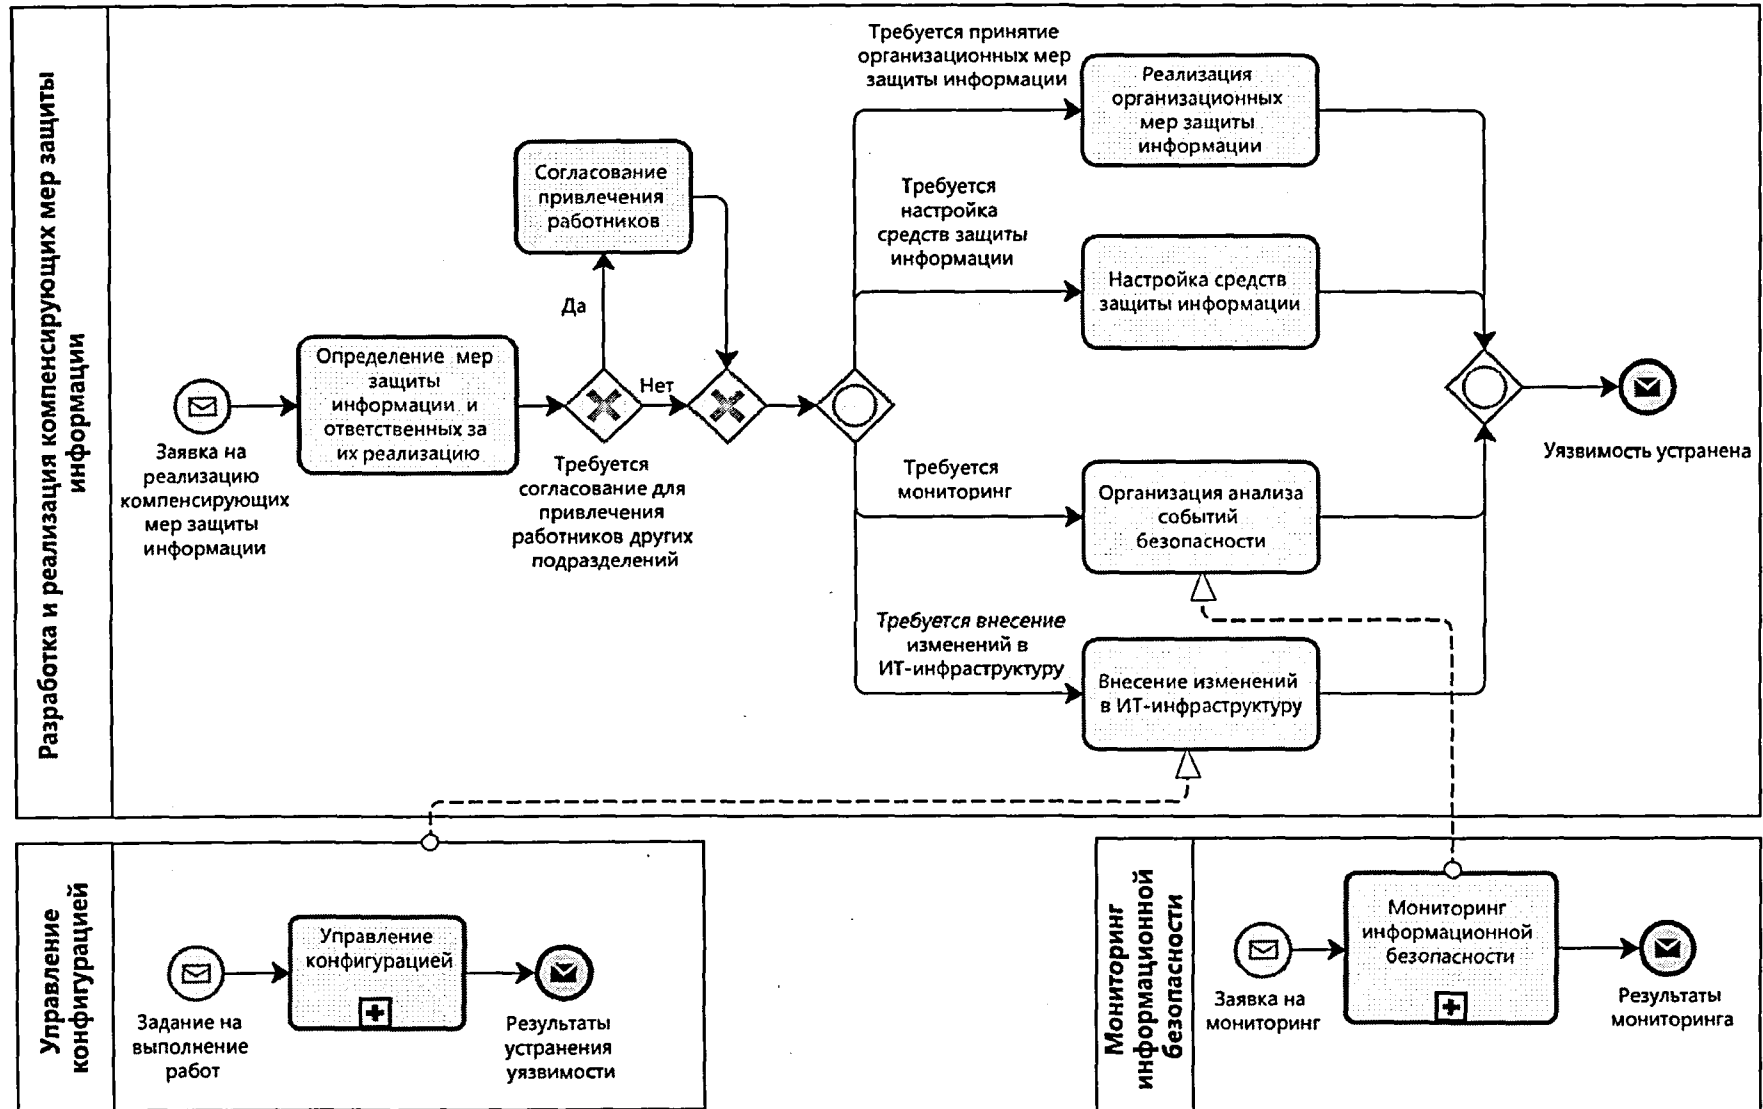 Разработка и реализация компенсирующих мер защиты
информации
Заявка на
реализацию
компенсирующих
мер защиты
информации
Определение мер
защиты
информации и
ответственных за
их реализацию
Согласование
привлечения
работников
Да
Нет
Требуется
согласование для
привлечения
работников других
подразделений
Требуется принятие
организационных мер
защиты информации
Реализация
организационных
мер защиты
информации
Требуется
настройка
средств защиты
информации
Настройка средств
защиты информации
Требуется
мониторинг
Организация анализа
событий
безопасности
Требуется внесение
изменений в
ИТ-инфраструктуру
Внесение изменений
в ИТ-инфраструктуру
Уязвимость устранена
Управление
конфигурацией
Задание на
выполнение
работ
Управление
конфигурацией
Результаты
устранения
уязвимости
Мониторинг
информационной
безопасности
Заявка на
мониторинг
Мониторинг
информационной
безопасности
Результаты
мониторинга